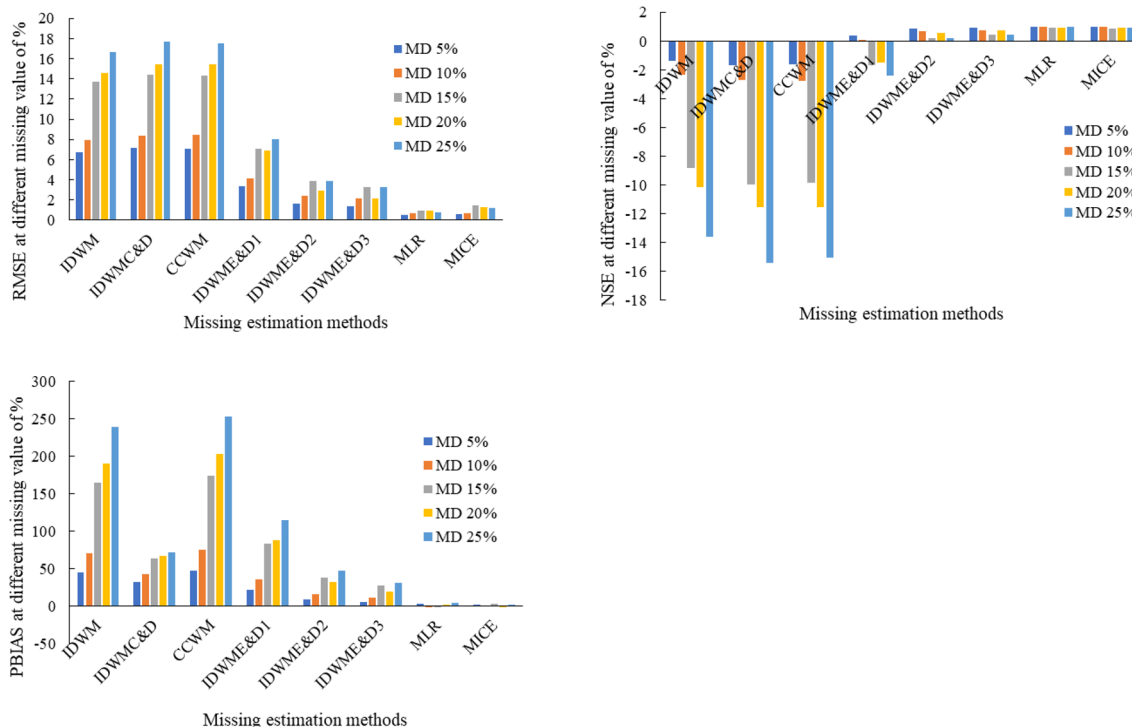 RMSE at different missing value of %
20
18
16
14
12
10
8
6
4
2
0
MD 5%
MD 10%
MD 15%
MD 20%
MD 25%
IDWM
IDWMC&D
CCWM
IDWME&D1
IDWME&D2
IDWME&D3
MLR
MICE
Missing estimation methods
NSE at different missing value of %
2
0
-2
-4
-6
-8
-10
-12
-14
-16
-18
IDWM
IDWMC&D
CCWM
IDWME&D1
IDWME&D2
IDWME&D3
MLR
MICE
MD 5%
MD 10%
MD 15%
MD 20%
MD 25%
Missing estimation methods
PBIAS at different missing value of %
300
250
200
150
100
50
0
-50
MD 5%
MD 10%
MD 15%
MD 20%
MD 25%
IDWM
IDWMC&D
CCWM
IDWME&D1
IDWME&D2
IDWME&D3
MLR
MICE
Missing estimation methods